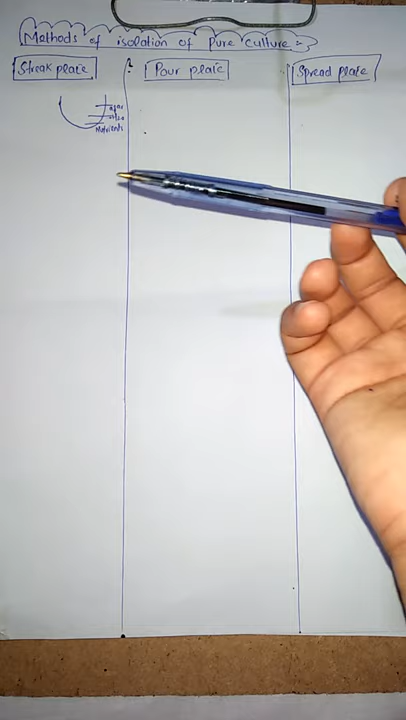 Methods of isolation of pure culture :-
Streak plate
Pour plate
Spread plate
agar
Nutrients